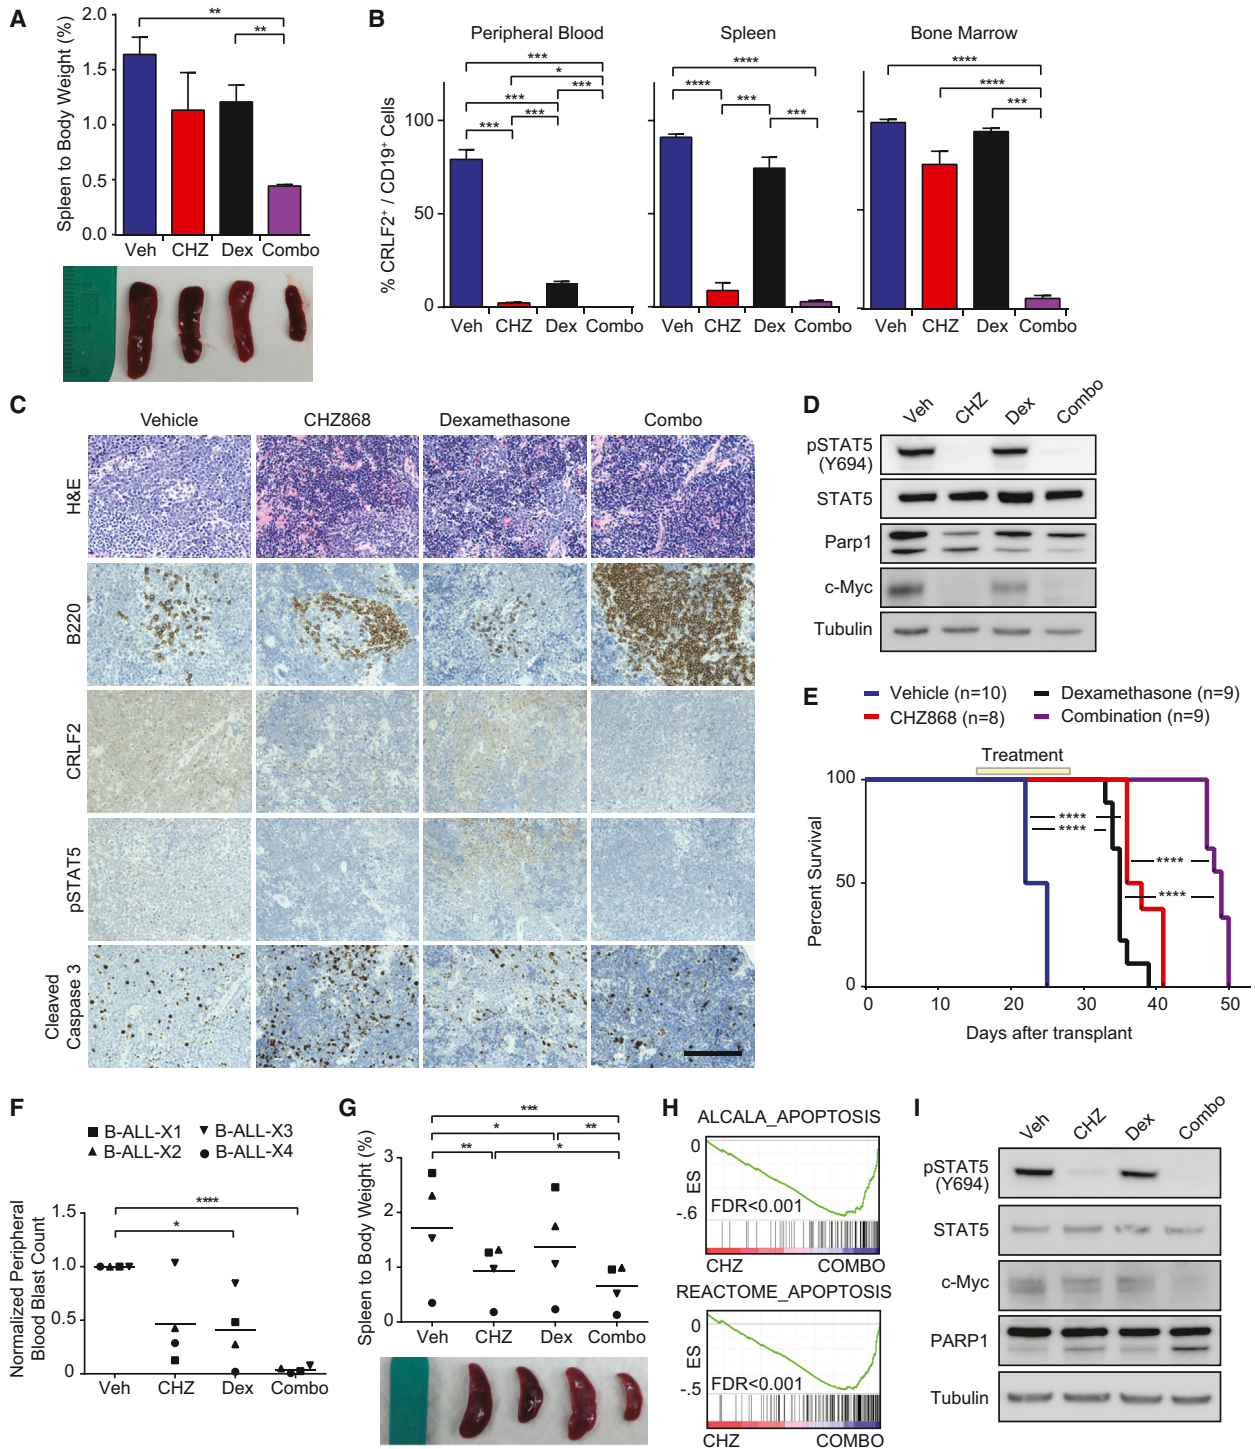 A
Spleen to Body Weight (%)
2.0
1.5
1.0
0.5
0.0
**
**
Veh CHZ Dex Combo
B
Peripheral Blood Spleen Bone Marrow
% CRLF2+ / CD19+ Cells
100
50
0
***
*
***
***
***
***
****
****
***
***
****
****
***
Veh CHZ Dex Combo
Veh CHZ Dex Combo
Veh CHZ Dex Combo
C
Vehicle CHZ868 Dexamethasone Combo
H&E
B220
CRLF2
pSTAT5
Cleaved
Caspase 3
D
Veh CHZ Dex Combo
pSTAT5
(Y694)
STAT5
Parp1
c-Myc
Tubulin
E
Vehicle (n=10) Dexamethasone (n=9)
CHZ868 (n=8) Combination (n=9)
Treatment
Percent Survival
100
50
0
****
****
****
****
0 10 20 30 40 50
Days after transplant
F
B-ALL-X1 B-ALL-X3
B-ALL-X2 B-ALL-X4
Normalized Peripheral
Blood Blast Count
1.5
1.0
0.5
0
****
*
Veh CHZ Dex Combo
G
Spleen to Body Weight (%)
3
2
1
0
***
* **
** *
Veh CHZ Dex Combo
H
ALCALA_APOPTOSIS
ES
0
-.6
FDR<0.001
CHZ COMBO
REACTOME_APOPTOSIS
ES
0
-.5
FDR<0.001
CHZ COMBO
I
Veh CHZ Dex Combo
pSTAT5
(Y694)
STAT5
c-Myc
PARP1
Tubulin